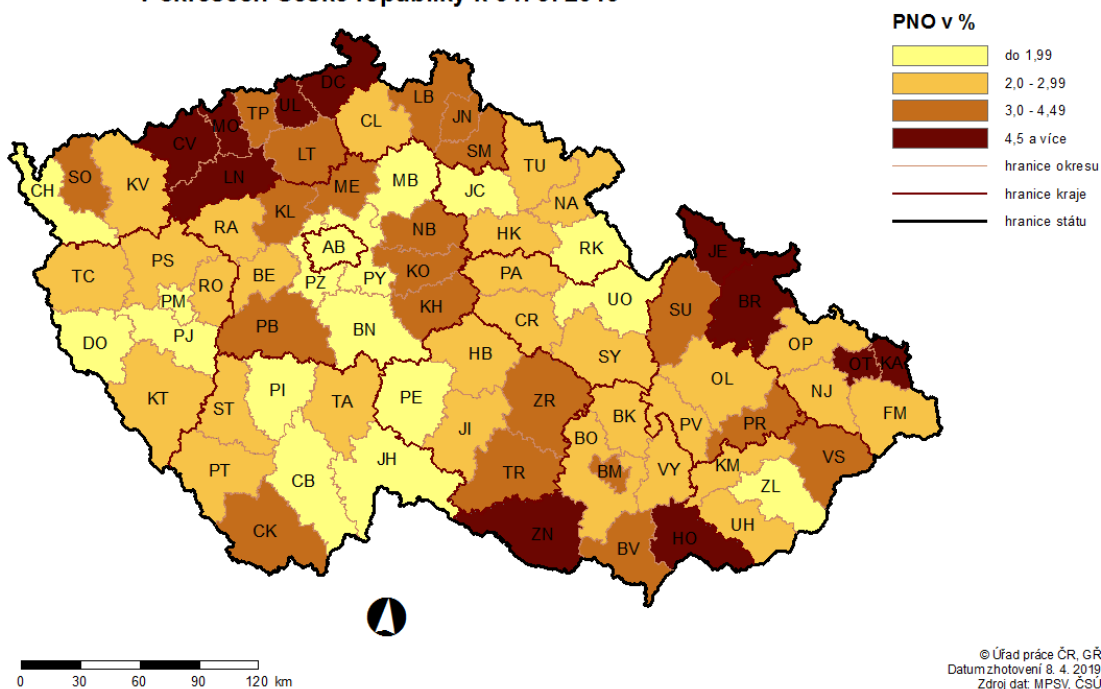 PNO v %
do 1,99
2,0 - 2,99
3,0 - 4,49
4,5 a více
hranice okresu
hranice kraje
hranice státu
DC
LB
TP
UL
JN
MO
CL
CV
LT
SM
TU
LN
SO
KV
ME
MB
JC
CH
NA
KL
RA
NB
HK
RK
AB
JE
TC
PS
RO
BE
PZ
PY
KO
PA
PM
UO
BR
KH
SU
PB
BN
CR
DO
PJ
OP
HB
SY
OT
KA
OL
KT
PI
TA
PE
ZR
NJ
ST
BK
PV
PR
FM
JI
BO
JH
VS
PT
CB
TR
BM
VY
KM
ZL
CK
ZN
BV
HO
UH
0 30 60 90 120 km
© Úřad práce ČR, GŘ
Datum zhotovení 8. 4. 2019
Zdroj dat: MPSV, ČSÚ